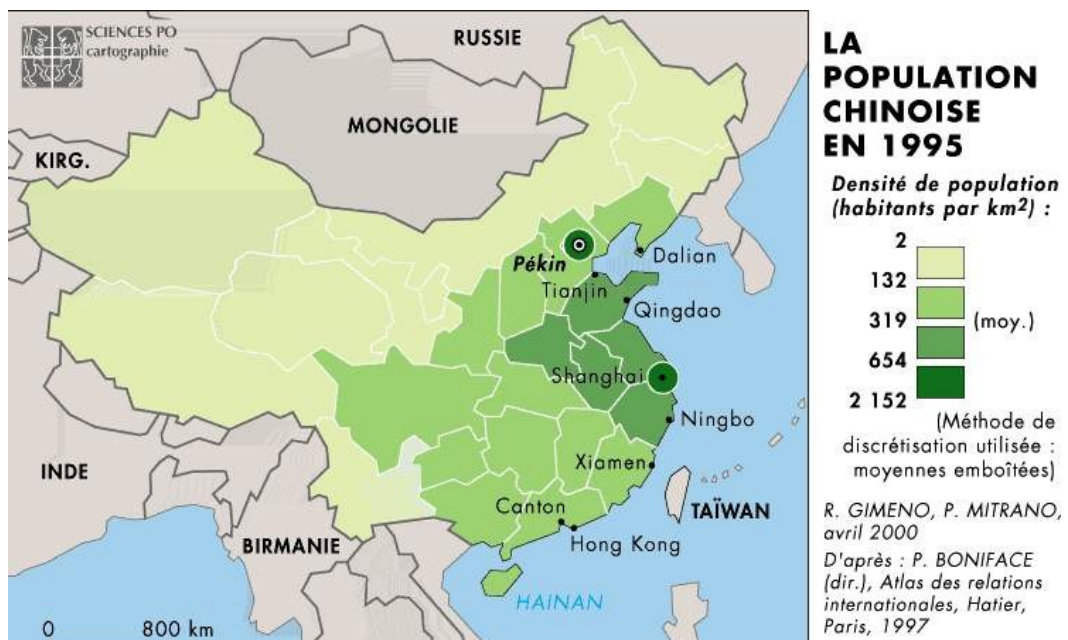 SCIENCES PO
cartographie
RUSSIE
MONGOLIE
KIRG.
Pékin
Dalian
Tianjin
Qingdao
Shanghai
Ningbo
Xiamen
INDE
Canton
TAÏWAN
Hong Kong
BIRMANIE
HAÏNAN
0 800 km
LA
POPULATION
CHINOISE
EN 1995
Densité de population
(habitants par km²) :
2
132
319 (moy.)
654
2 152
(Méthode de
discrétisation utilisée :
moyennes emboîtées)
R. GIMENO, P. MITRANO,
avril 2000
D'après : P. BONIFACE
(dir.), Atlas des relations
internationales, Hatier,
Paris, 1997